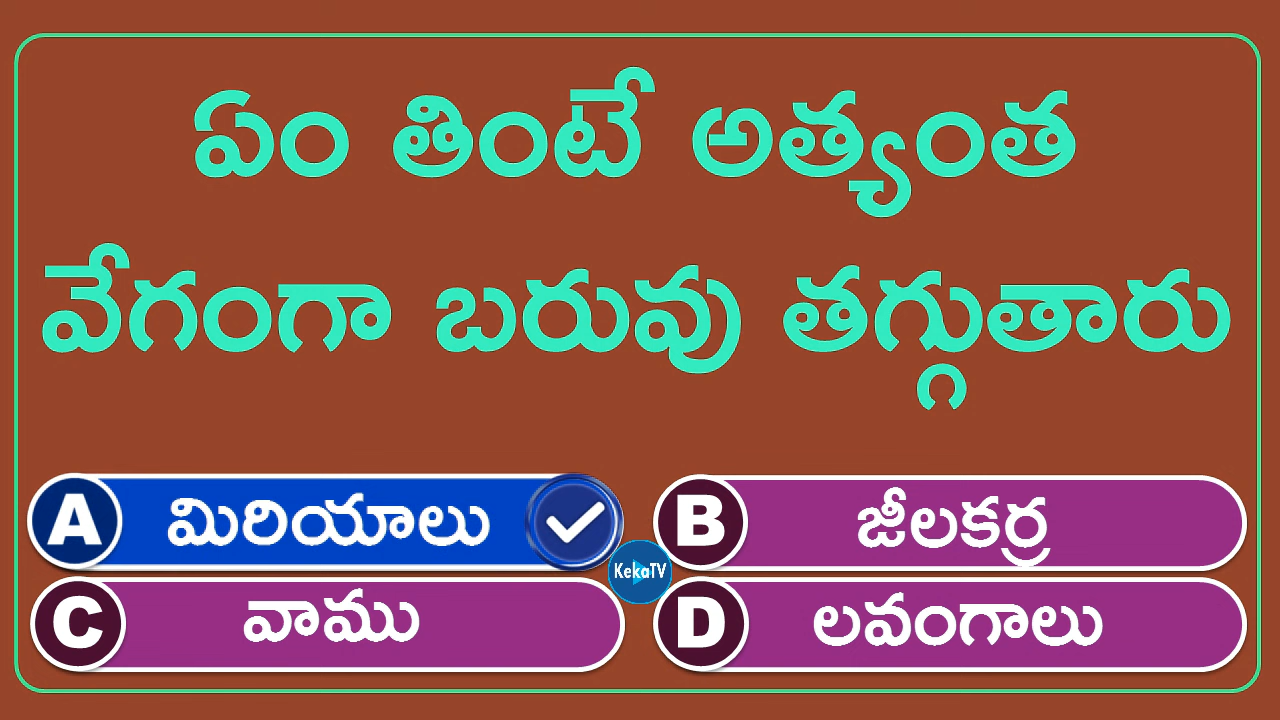 ఏం తింటే అత్యంత
వేగంగా బరువు తగ్గుతారు
A మిరియాలు
B జీలకర్ర
KekaTV
C వాము
D లవంగాలు